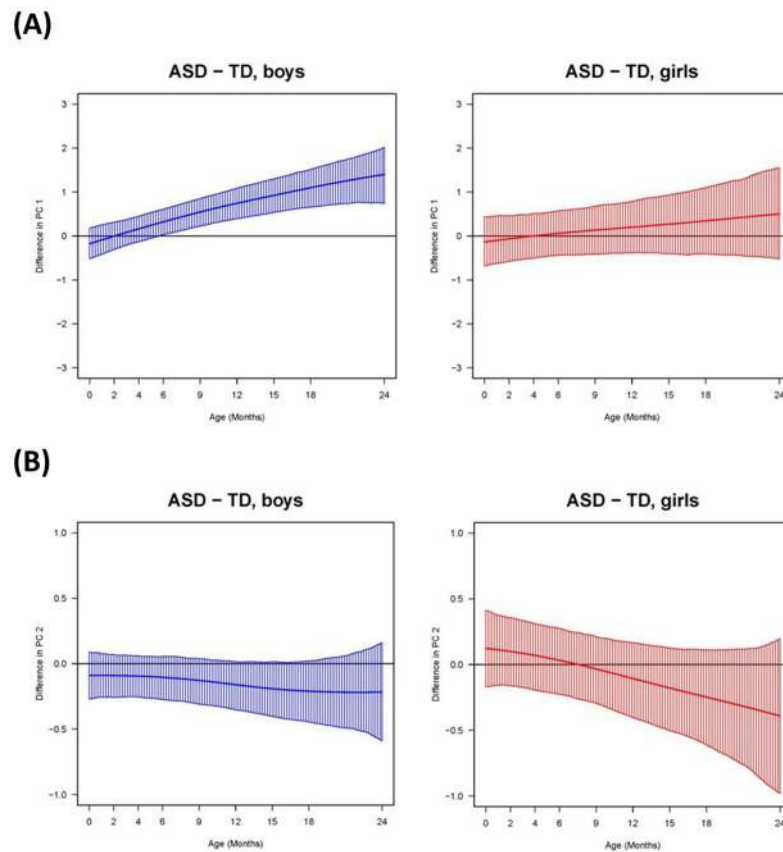 (A)
ASD − TD, boys
Difference in PC 1
3
2
1
0
−1
−2
−3
0 2 4 6 9 12 15 18 24
Age (Months)
ASD − TD, girls
Difference in PC 1
3
2
1
0
−1
−2
−3
0 2 4 6 9 12 15 18 24
Age (Months)
(B)
ASD − TD, boys
Difference in PC 2
1.0
0.5
0.0
−0.5
−1.0
0 2 4 6 9 12 15 18 24
Age (Months)
ASD − TD, girls
Difference in PC 2
1.0
0.5
0.0
−0.5
−1.0
0 2 4 6 9 12 15 18 24
Age (Months)